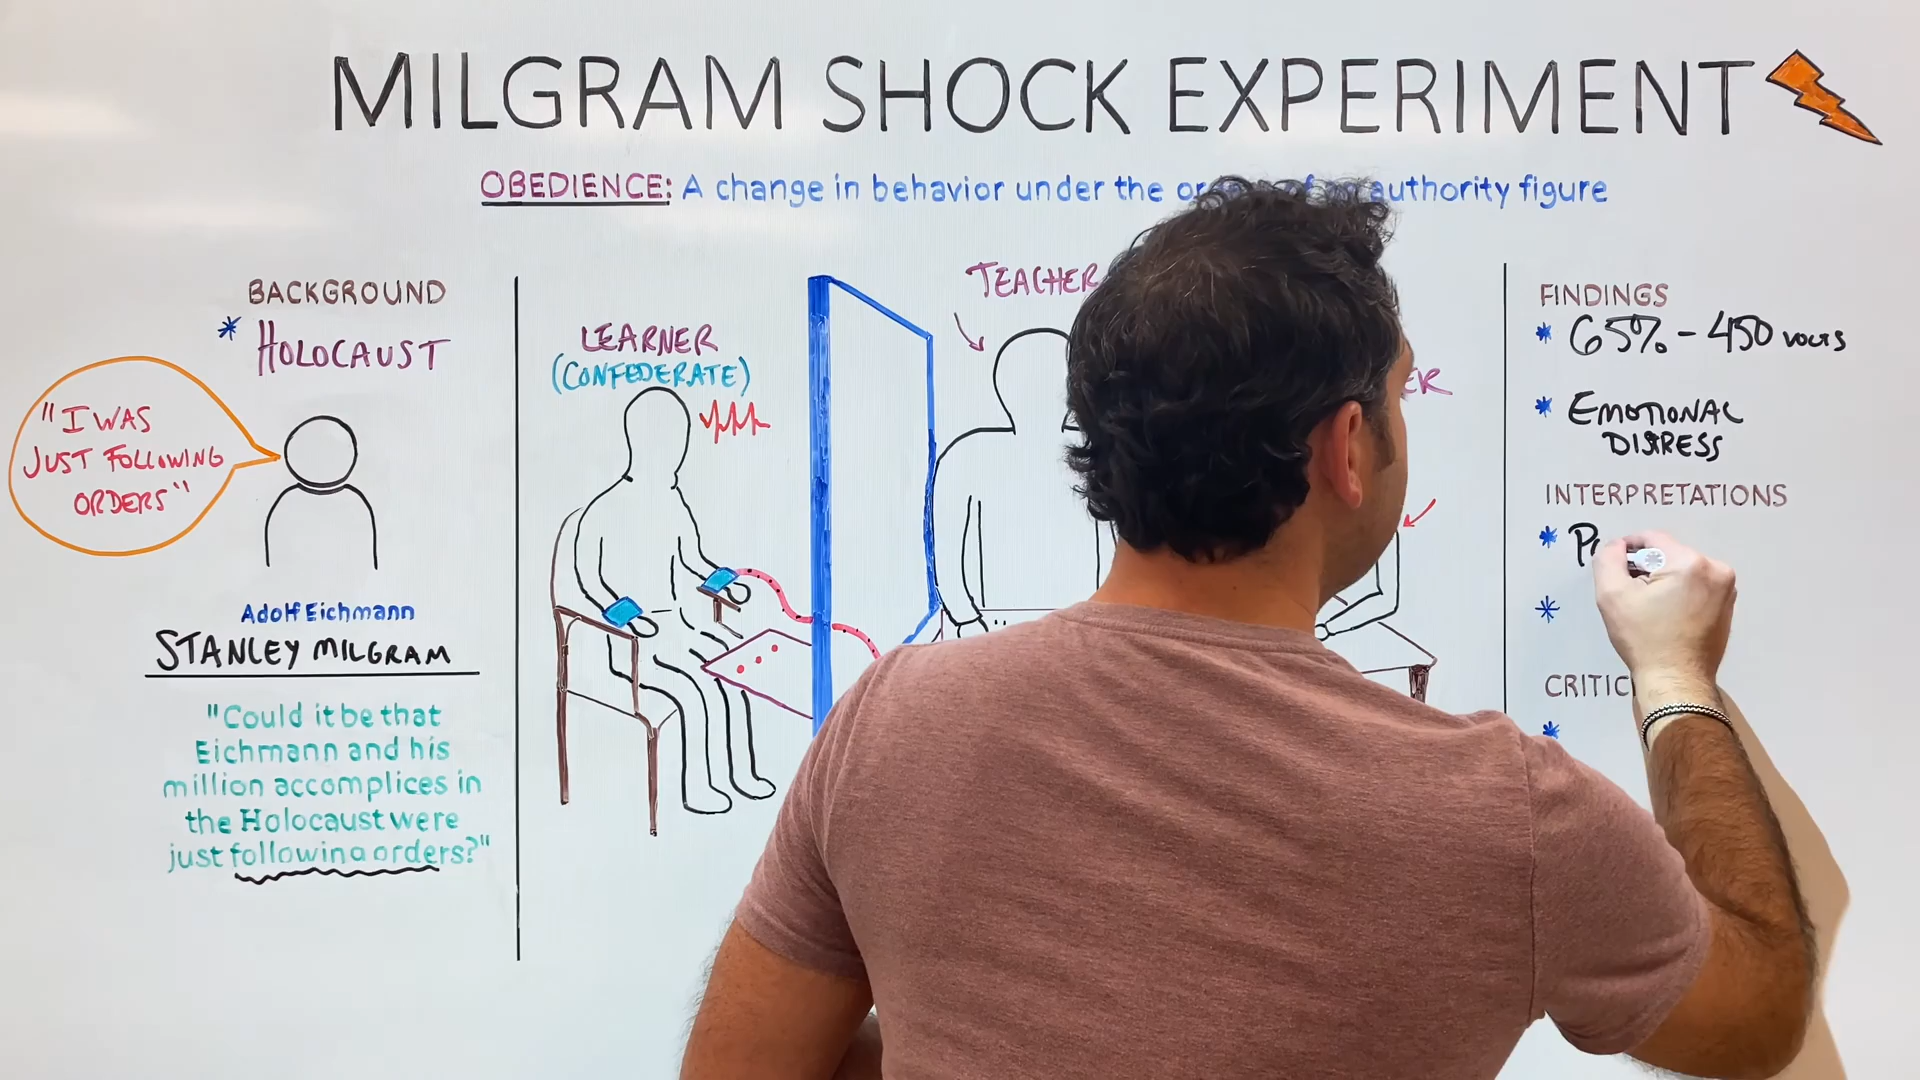 MILGRAM SHOCK EXPERIMENT
OBEDIENCE: A change in behavior under the authority figure
BACKGROUND
* HOLOCAUST
"I WAS
JUST FOLLOWING
ORDERS"
Adolf Eichmann
STANLEY MILGRAM
"Could it be that
Eichmann and his
million accomplices in
the Holocaust were
just following orders?"
LEARNER
(CONFEDERATE)
TEACHER
ER
FINDINGS
* 65% - 450 VOLTS
* EMOTIONAL
DISTRESS
INTERPRETATIONS
* P
*
CRITIC
*